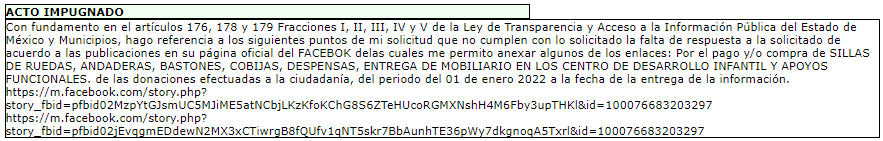 ACTO IMPUGNADO
Con fundamento en el artículos 176, 178 y 179 Fracciones I, II, III, IV y V de la Ley de Transparencia y Acceso a la Información Pública del Estado de
México y Municipios, hago referencia a los siguientes puntos de mi solicitud que no cumplen con lo solicitado la falta de respuesta a la solicitado de
acuerdo a las publicaciones en su página oficial del FACEBOK delas cuales me permito anexar algunos de los enlaces: Por el pago y/o compra de SILLAS
DE RUEDAS, ANDADERAS, BASTONES, COBIJAS, DESPENSAS, ENTREGA DE MOBILIARIO EN LOS CENTRO DE DESARROLLO INFANTIL Y APOYOS
FUNCIONALES. de las donaciones efectuadas a la ciudadanía, del periodo del 01 de enero 2022 a la fecha de la entrega de la información.
https://m.facebook.com/story.php?
story_fbid=pfbid02MzpYtGJsmUC5MJiME5atNCbjLKzKfoKChG8S6ZTeHUcoRGMXNshH4M6Fby3upTHKl&id=100076683203297
https://m.facebook.com/story.php?
story_fbid=pfbid02jEvqgmEDdewN2MX3xCTiwrgB8fQUfv1qNT5skr7BbAunhTE36pWy7dkgnoqA5Txrl&id=100076683203297